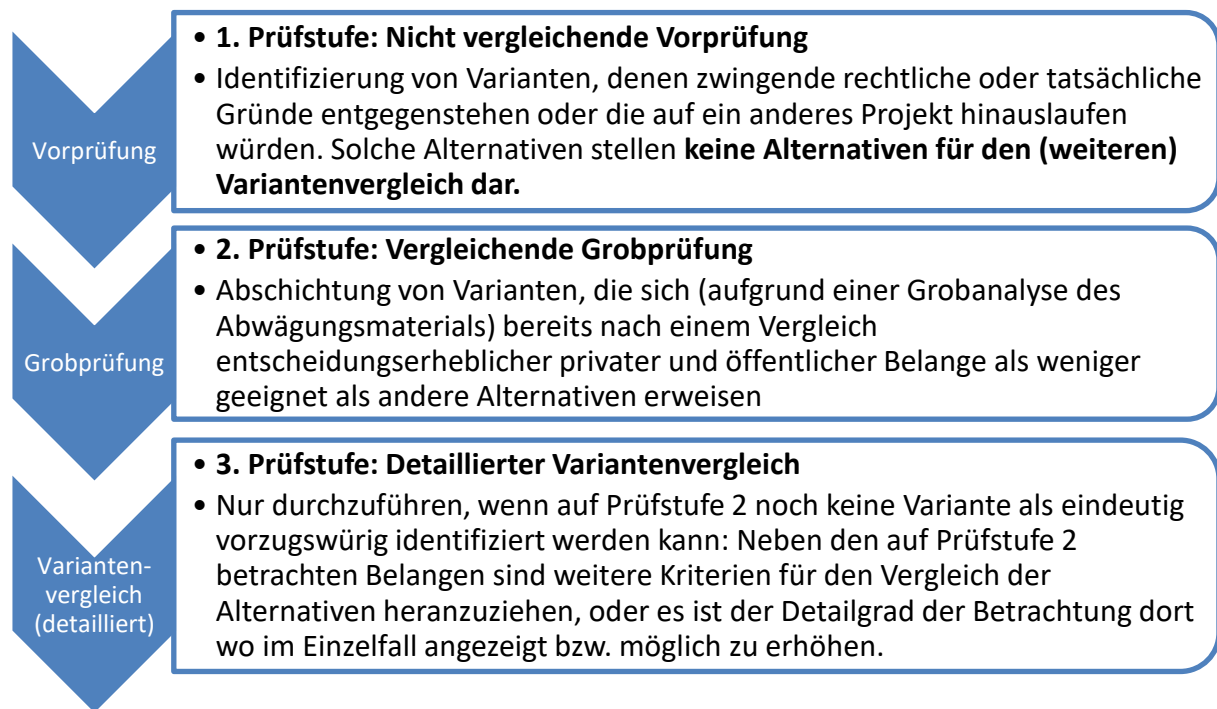 Vorprüfung
• 1. Prüfstufe: Nicht vergleichende Vorprüfung
• Identifizierung von Varianten, denen zwingende rechtliche oder tatsächliche
Gründe entgegenstehen oder die auf ein anderes Projekt hinauslaufen
würden. Solche Alternativen stellen keine Alternativen für den (weiteren)
Variantenvergleich dar.
Grobprüfung
• 2. Prüfstufe: Vergleichende Grobprüfung
• Abschichtung von Varianten, die sich (aufgrund einer Grobanalyse des
Abwägungsmaterials) bereits nach einem Vergleich
entscheidungserheblicher privater und öffentlicher Belange als weniger
geeignet als andere Alternativen erweisen
Varianten-
vergleich
(detailliert)
• 3. Prüfstufe: Detaillierter Variantenvergleich
• Nur durchzuführen, wenn auf Prüfstufe 2 noch keine Variante als eindeutig
vorzugswürig identifiziert werden kann: Neben den auf Prüfstufe 2
betrachten Belangen sind weitere Kriterien für den Vergleich der
Alternativen heranzuziehen, oder es ist der Detailgrad der Betrachtung dort
wo im Einzelfall angezeigt bzw. möglich zu erhöhen.